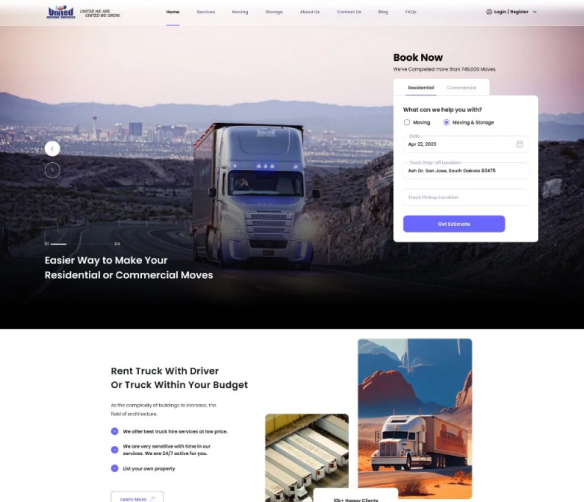 United
UNITED WE ARE
UNITED WE GROW.
Home Services Moving Storage About Us Contact Us Blog FAQs
Login / Register
Book Now
We've Completed more than 745,000 Moves.
Residential Commercial
What can we help you with?
Moving Moving & Storage
Date
Apr 22, 2023
Truck Drop-off Location
Ash Dr. San Jose, South Dakota 83475
Truck Pickup Location
Get Estimate
01 04
Easier Way to Make Your
Residential or Commercial Moves
Rent Truck With Driver
Or Truck Within Your Budget
As the complexity of buildings to increase, the
field of architecture.
We offer best truck hire services at low price.
We are very sensitive with time in our
services. We are 24/7 active for you.
List your own property
Learn More
10k+ Happy Clients